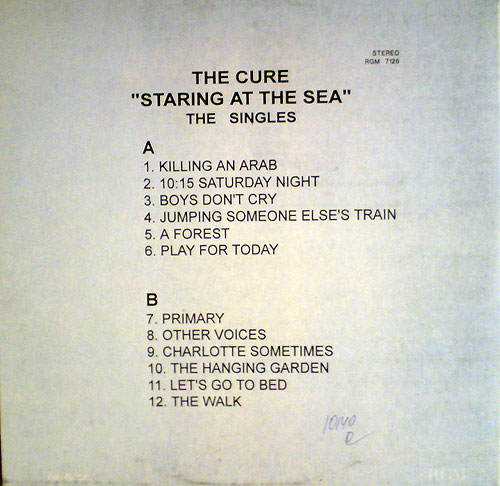 STEREO
RGM 7126
THE CURE
"STARING AT THE SEA"
THE SINGLES
A
1. KILLING AN ARAB
2. 10:15 SATURDAY NIGHT
3. BOYS DON'T CRY
4. JUMPING SOMEONE ELSE'S TRAIN
5. A FOREST
6. PLAY FOR TODAY
B
7. PRIMARY
8. OTHER VOICES
9. CHARLOTTE SOMETIMES
10. THE HANGING GARDEN
11. LET'S GO TO BED
12. THE WALK
RGM